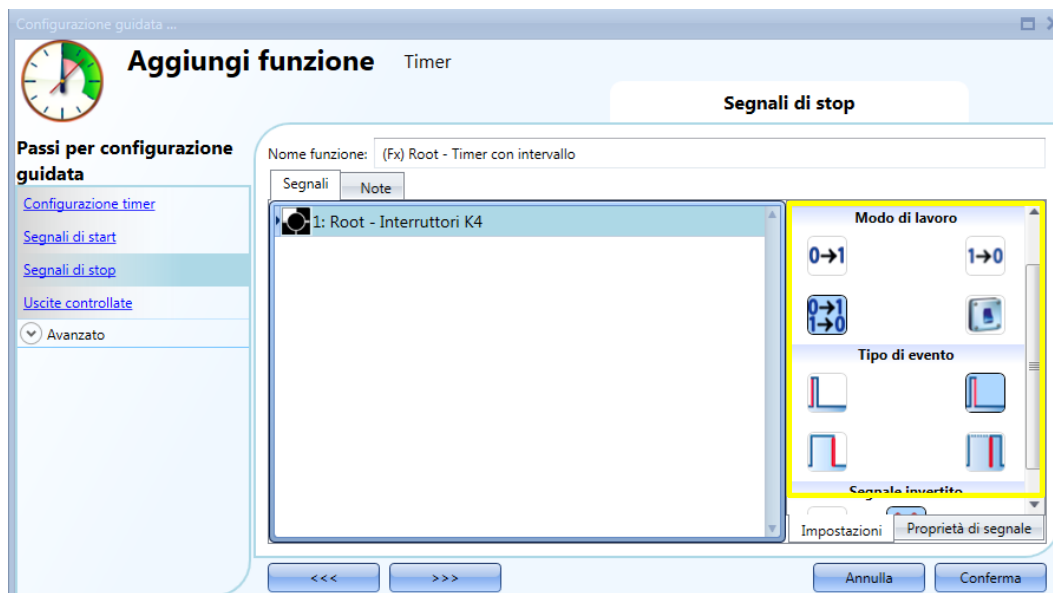 Configurazione guidata ...
Aggiungi funzione Timer
Segnali di stop
Passi per configurazione
guidata
Configurazione timer
Segnali di start
Segnali di stop
Uscite controllate
Avanzato
Nome funzione: (Fx) Root - Timer con intervallo
Segnali Note
1: Root - Interruttori K4
Modo di lavoro
0→1 1→0
0→1
1→0
Tipo di evento
Segnale invertito
Impostazioni Proprietà di segnale
<<< >>> Annulla Conferma